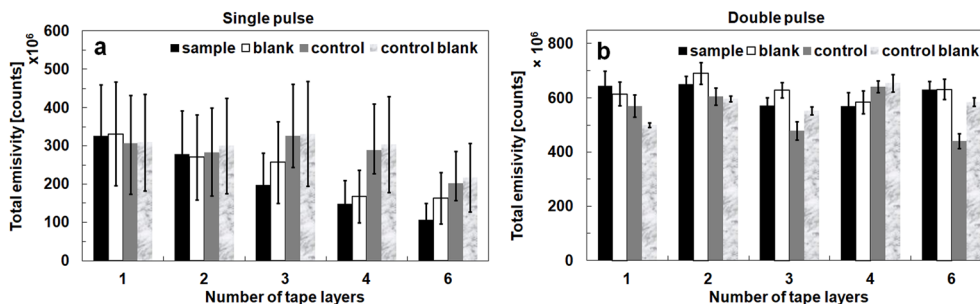 Single pulse
a
sample blank control control blank
×10⁶
Total emisivity [counts]
600
500
400
300
200
100
0
1 2 3 4 6
Number of tape layers
Double pulse
b
sample blank control control blank
× 10⁶
Total emisivity [counts]
800
600
400
200
0
1 2 3 4 6
Number of tape layers